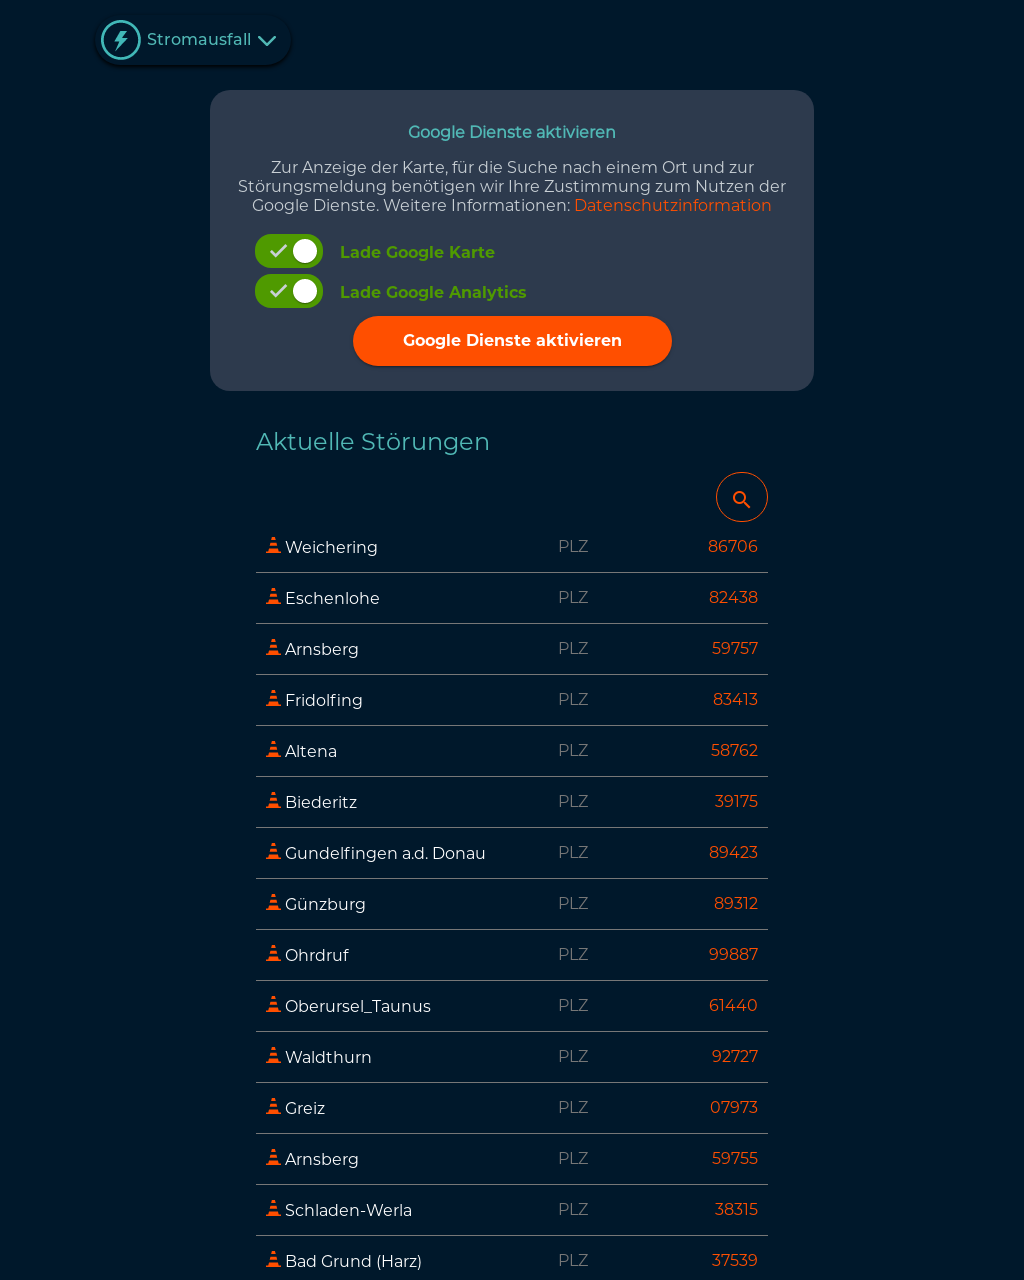 Stromausfall
Google Dienste aktivieren
Zur Anzeige der Karte, für die Suche nach einem Ort und zur
Störungsmeldung benötigen wir Ihre Zustimmung zum Nutzen der
Google Dienste. Weitere Informationen: Datenschutzinformation
Lade Google Karte
Lade Google Analytics
Google Dienste aktivieren
Aktuelle Störungen
Weichering PLZ 86706
Eschenlohe PLZ 82438
Arnsberg PLZ 59757
Fridolfing PLZ 83413
Altena PLZ 58762
Biederitz PLZ 39175
Gundelfingen a.d. Donau PLZ 89423
Günzburg PLZ 89312
Ohrdruf PLZ 99887
Oberursel_Taunus PLZ 61440
Waldthurn PLZ 92727
Greiz PLZ 07973
Arnsberg PLZ 59755
Schladen-Werla PLZ 38315
Bad Grund (Harz) PLZ 37539